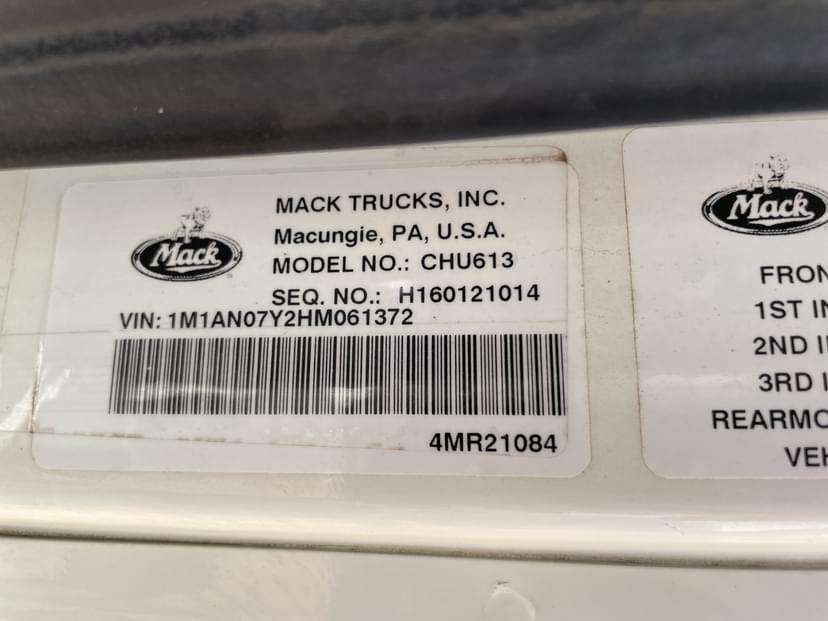 Mack
MACK TRUCKS, INC.
Macungie, PA, U.S.A.
MODEL NO.: CHU613
SEQ. NO.: H160121014
VIN: 1M1AN07Y2HM061372
4MR21084
Mack
FRON
1ST IN
2ND I
3RD I
REARMO
VEH